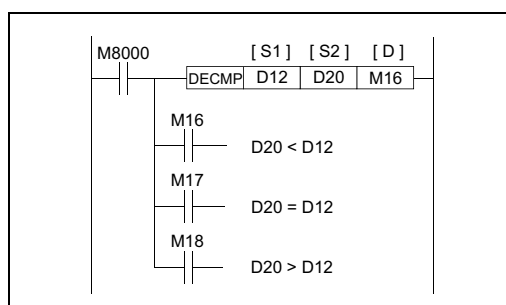 [ S1 ] [ S2 ] [ D ]
M8000
DECMP D12 D20 M16
M16
D20 < D12
M17
D20 = D12
M18
D20 > D12